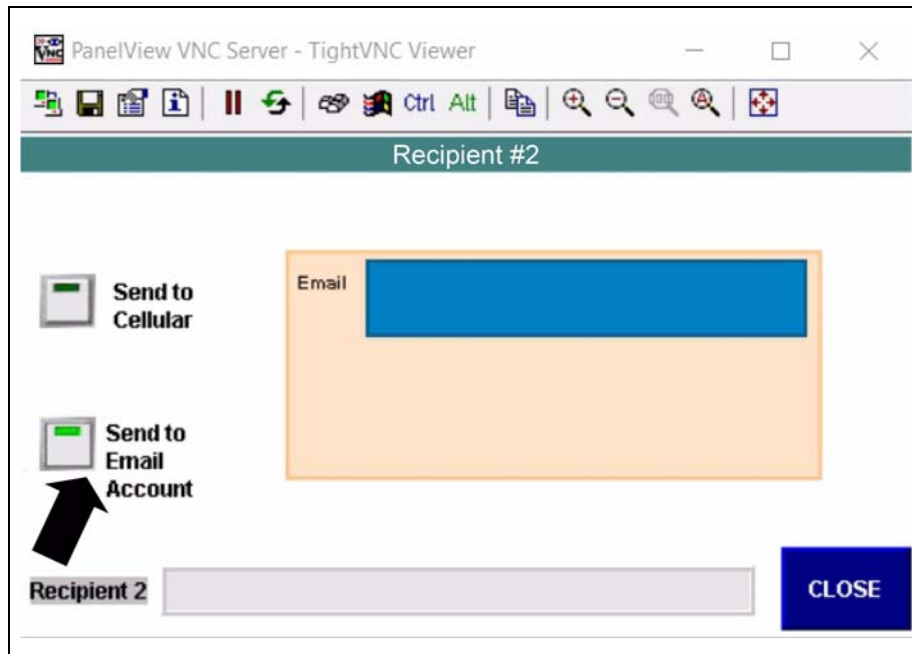 PanelView VNC Server - TightVNC Viewer
Ctrl Alt
Recipient #2
Send to
Cellular
Email
Send to
Email
Account
Recipient 2
CLOSE